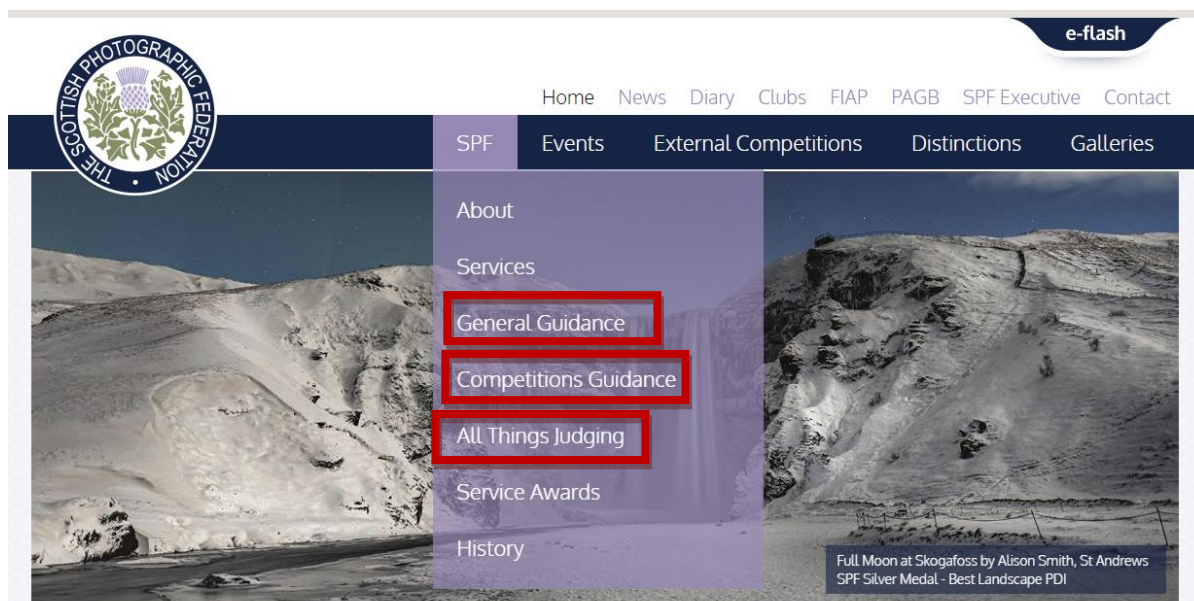 THE SCOTTISH PHOTOGRAPHIC FEDERATION
e-flash
Home News Diary Clubs FIAP PAGB SPF Executive Contact
SPF Events External Competitions Distinctions Galleries
About
Services
General Guidance
Competitions Guidance
All Things Judging
Service Awards
History
Full Moon at Skogafoss by Alison Smith, St Andrews
SPF Silver Medal - Best Landscape PDI